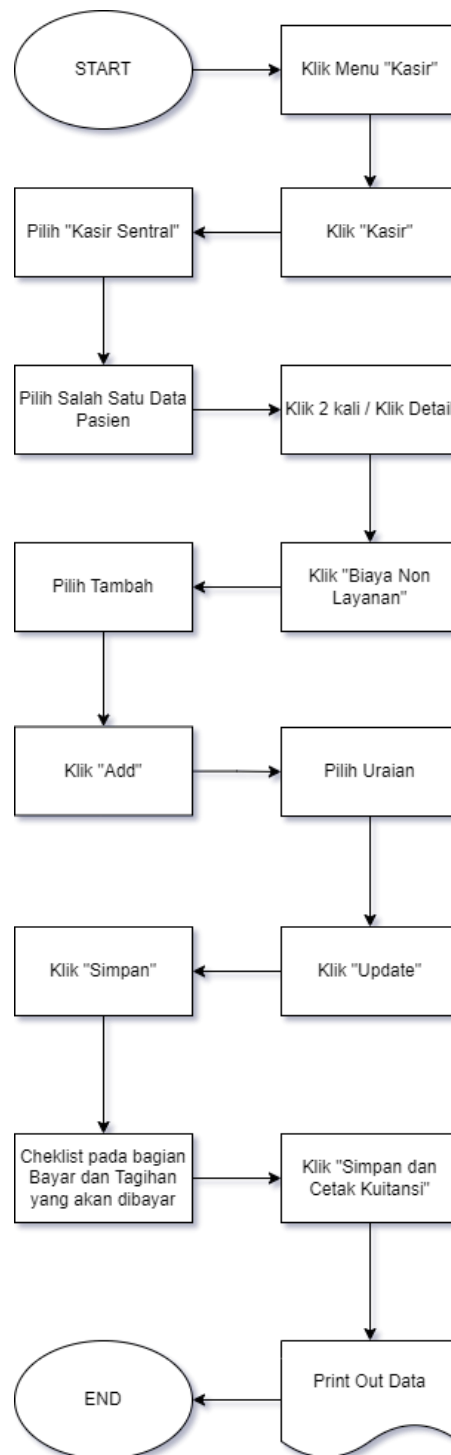 START
Klik Menu "Kasir"
Klik "Kasir"
Pilih "Kasir Sentral"
Pilih Salah Satu Data
Pasien
Klik 2 kali / Klik Detail
Klik "Biaya Non
Layanan"
Pilih Tambah
Klik "Add"
Pilih Uraian
Klik "Update"
Klik "Simpan"
Cheklist pada bagian
Bayar dan Tagihan
yang akan dibayar
Klik "Simpan dan
Cetak Kuitansi"
Print Out Data
END